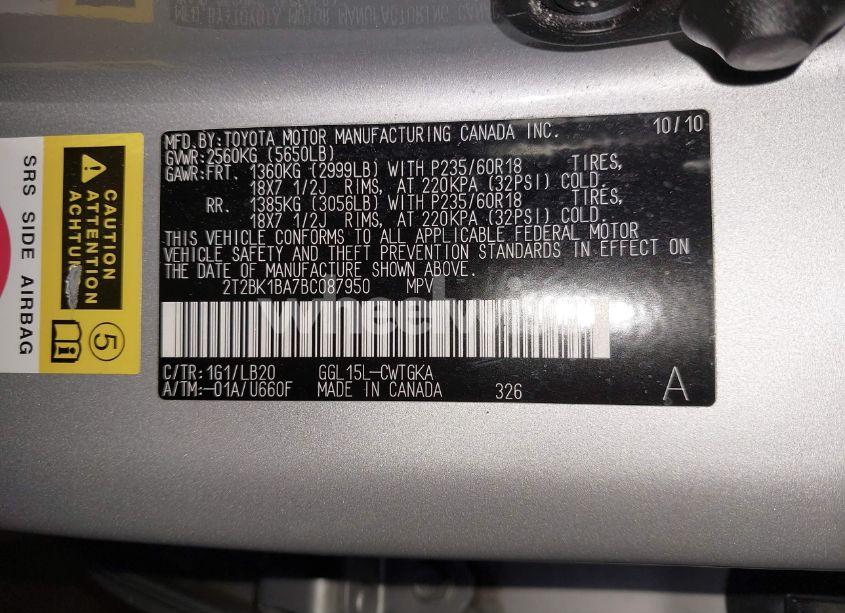 MFD.BY:TOYOTA MOTOR MANUFACTURING CANADA INC. 10/10
GVWR:2560KG (5650LB)
GAWR:FRT. 1360KG (2999LB) WITH P235/60R18 TIRES,
18X7 1/2J RIMS, AT 220KPA (32PSI) COLD.
RR. 1385KG (3056LB) WITH P235/60R18 TIRES,
18X7 1/2J RIMS, AT 220KPA (32PSI) COLD.
THIS VEHICLE CONFORMS TO ALL APPLICABLE FEDERAL MOTOR
VEHICLE SAFETY AND THEFT PREVENTION STANDARDS IN EFFECT ON
THE DATE OF MANUFACTURE SHOWN ABOVE.
2T2BK1BA7BC087950 MPV
C/TR:1G1/LB20 GGL15L-CWTGKA
A/TM:-01A/U660F MADE IN CANADA 326 A
SRS SIDE AIRBAG
CAUTION
ATTENTION
ACHTUNG
5